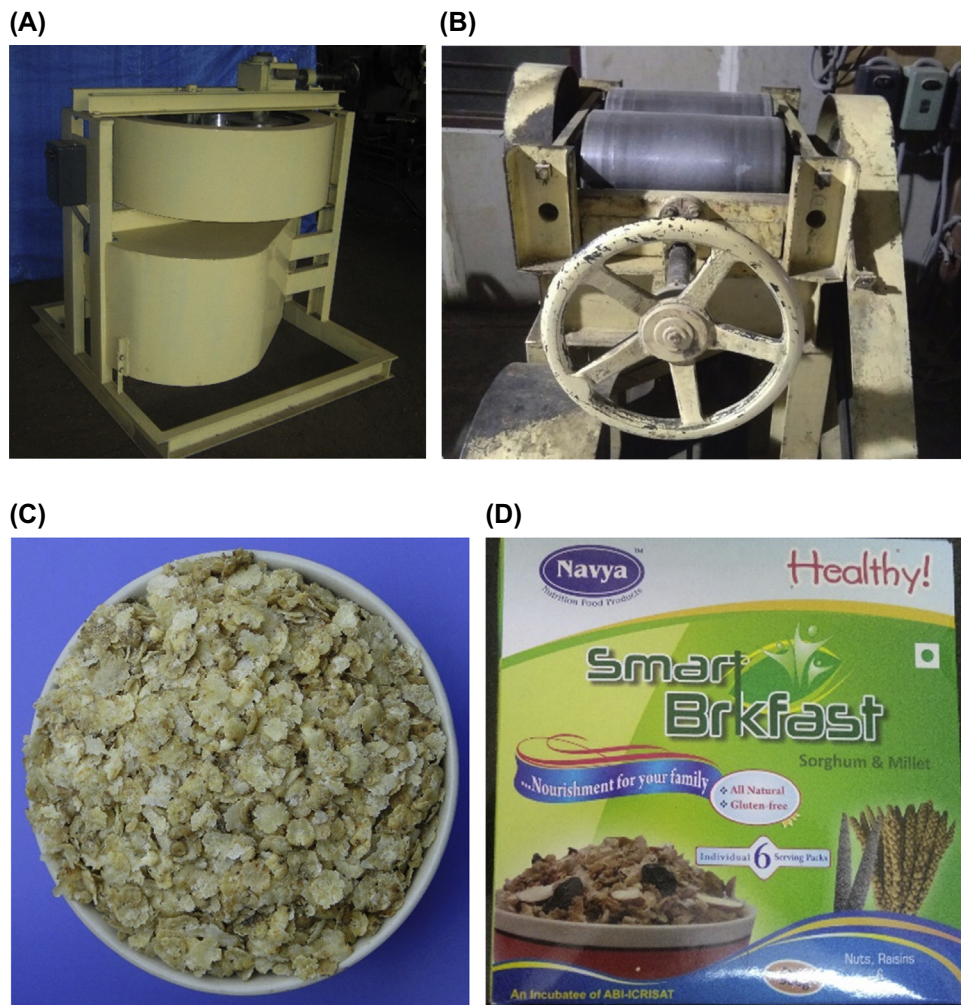 (A)
(B)
(C)
(D)
Navya
TM
Nutrition Food Products
Healthy!
Smart
Brkfast
Sorghum & Millet
...Nourishment for your family
❖ All Natural
❖ Gluten-free
Individual 6 Serving Packs
Nuts, Raisins
&
An Incubatee of ABI-ICRISAT